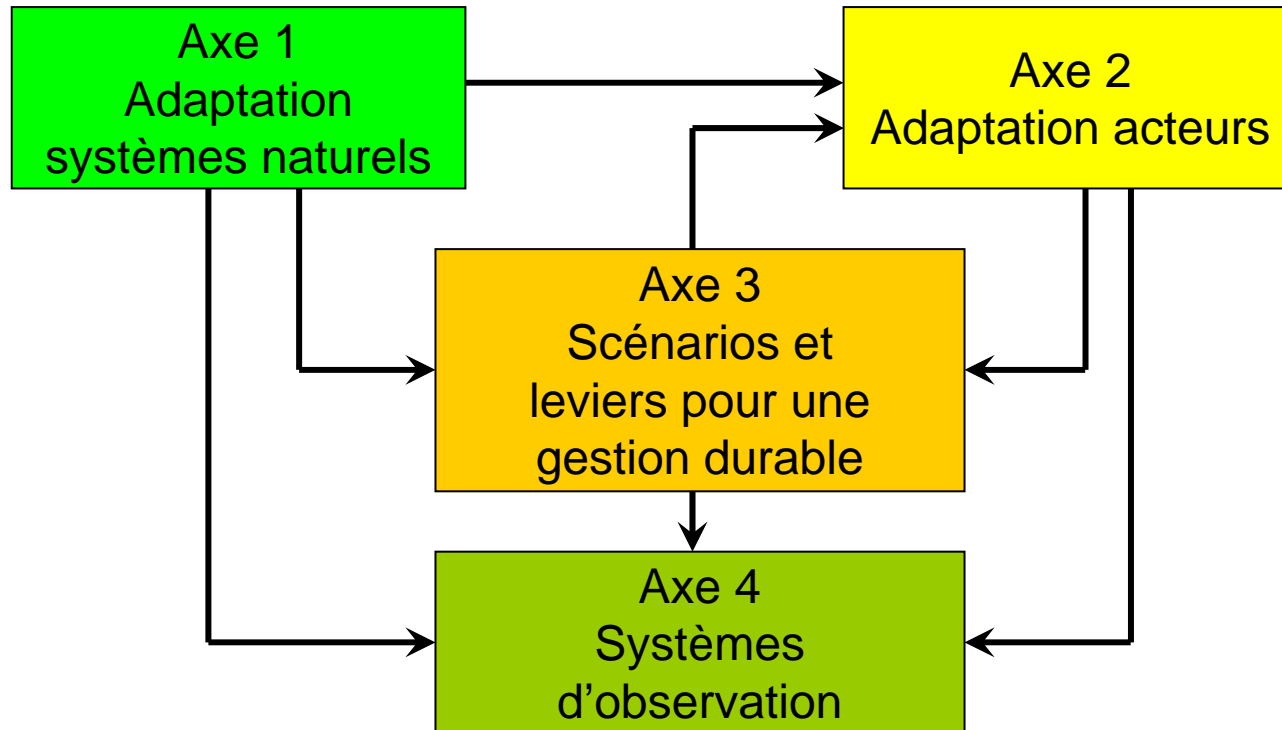 Axe 1
Adaptation
systèmes naturels
Axe 2
Adaptation acteurs
Axe 3
Scénarios et
leviers pour une
gestion durable
Axe 4
Systèmes
d’observation